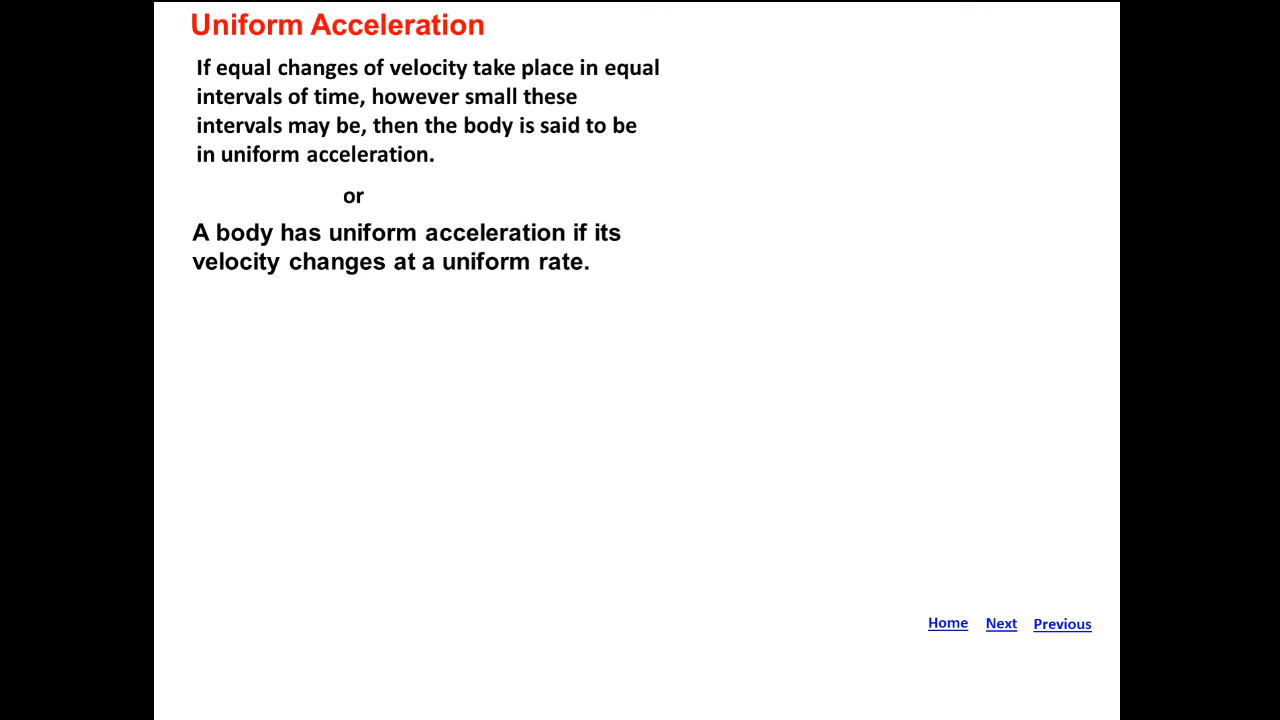 Uniform Acceleration
If equal changes of velocity take place in equal
intervals of time, however small these
intervals may be, then the body is said to be
in uniform acceleration.
or
A body has uniform acceleration if its
velocity changes at a uniform rate.
Home Next Previous